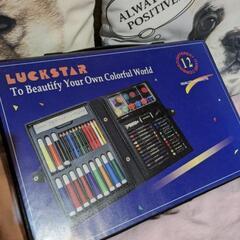 ALWAYS
POSITIVE!
LUCKSTAR
To Beautify Your Own Colorful World
12